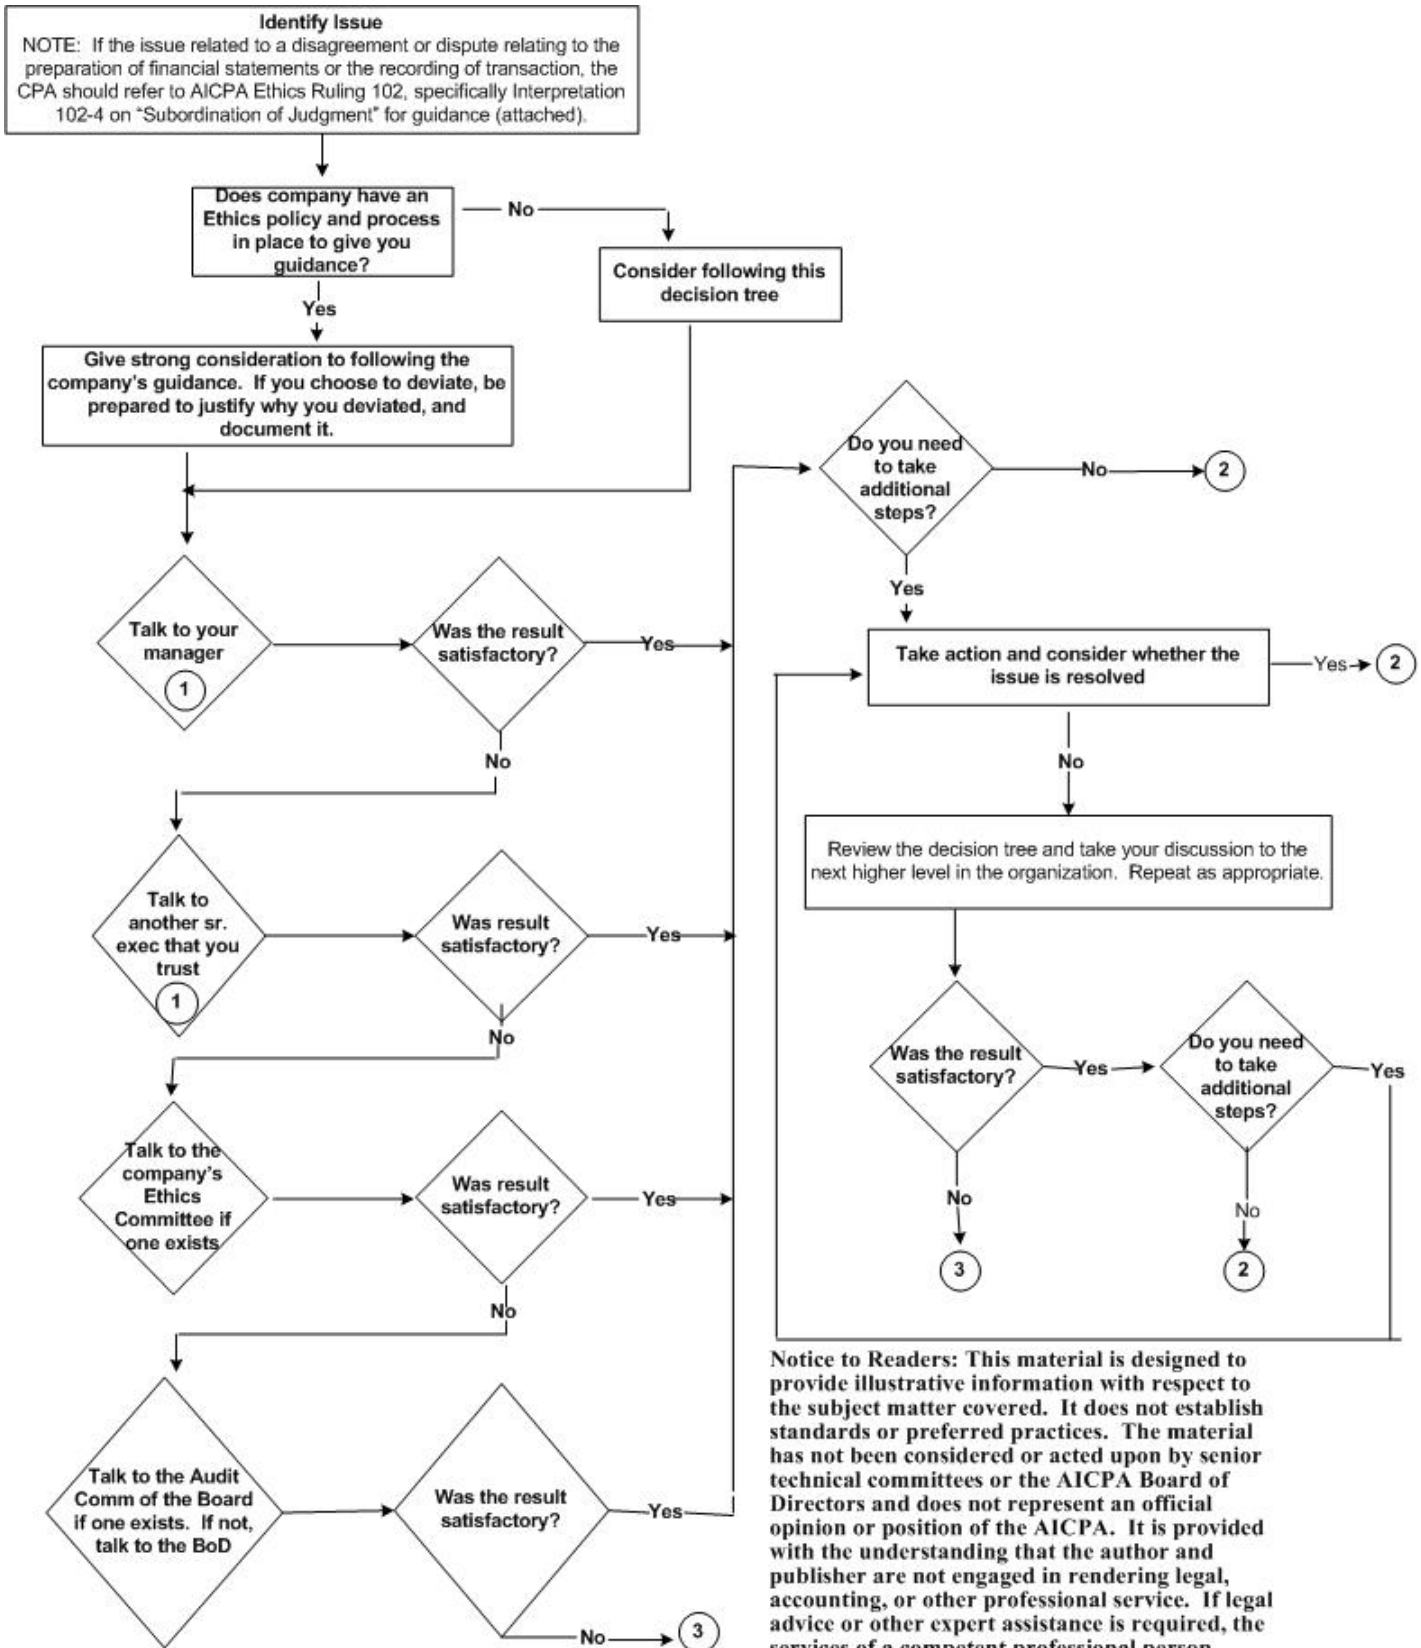 Identify Issue
NOTE: If the issue related to a disagreement or dispute relating to the
preparation of financial statements or the recording of transaction, the
CPA should refer to AICPA Ethics Ruling 102, specifically Interpretation
102-4 on “Subordination of Judgment” for guidance (attached).
Does company have an
Ethics policy and process
in place to give you
guidance?
No
Consider following this
decision tree
Yes
Give strong consideration to following the
company's guidance. If you choose to deviate, be
prepared to justify why you deviated, and
document it.
Talk to your
manager
1
Was the result
satisfactory?
Yes
No
Talk to
another sr.
exec that you
trust
1
Was result
satisfactory?
Yes
No
Talk to the
company's
Ethics
Committee if
one exists
Was result
satisfactory?
Yes
No
Talk to the Audit
Comm of the Board
if one exists. If not,
talk to the BoD
Was the result
satisfactory?
Yes
No
3
Do you need
to take
additional
steps?
No
2
Yes
Take action and consider whether the
issue is resolved
Yes
2
No
Review the decision tree and take your discussion to the
next higher level in the organization. Repeat as appropriate.
Was the result
satisfactory?
Yes
Do you need
to take
additional
steps?
Yes
No
3
No
2
Notice to Readers: This material is designed to
provide illustrative information with respect to
the subject matter covered. It does not establish
standards or preferred practices. The material
has not been considered or acted upon by senior
technical committees or the AICPA Board of
Directors and does not represent an official
opinion or position of the AICPA. It is provided
with the understanding that the author and
publisher are not engaged in rendering legal,
accounting, or other professional service. If legal
advice or other expert assistance is required, the
services of a competent professional person